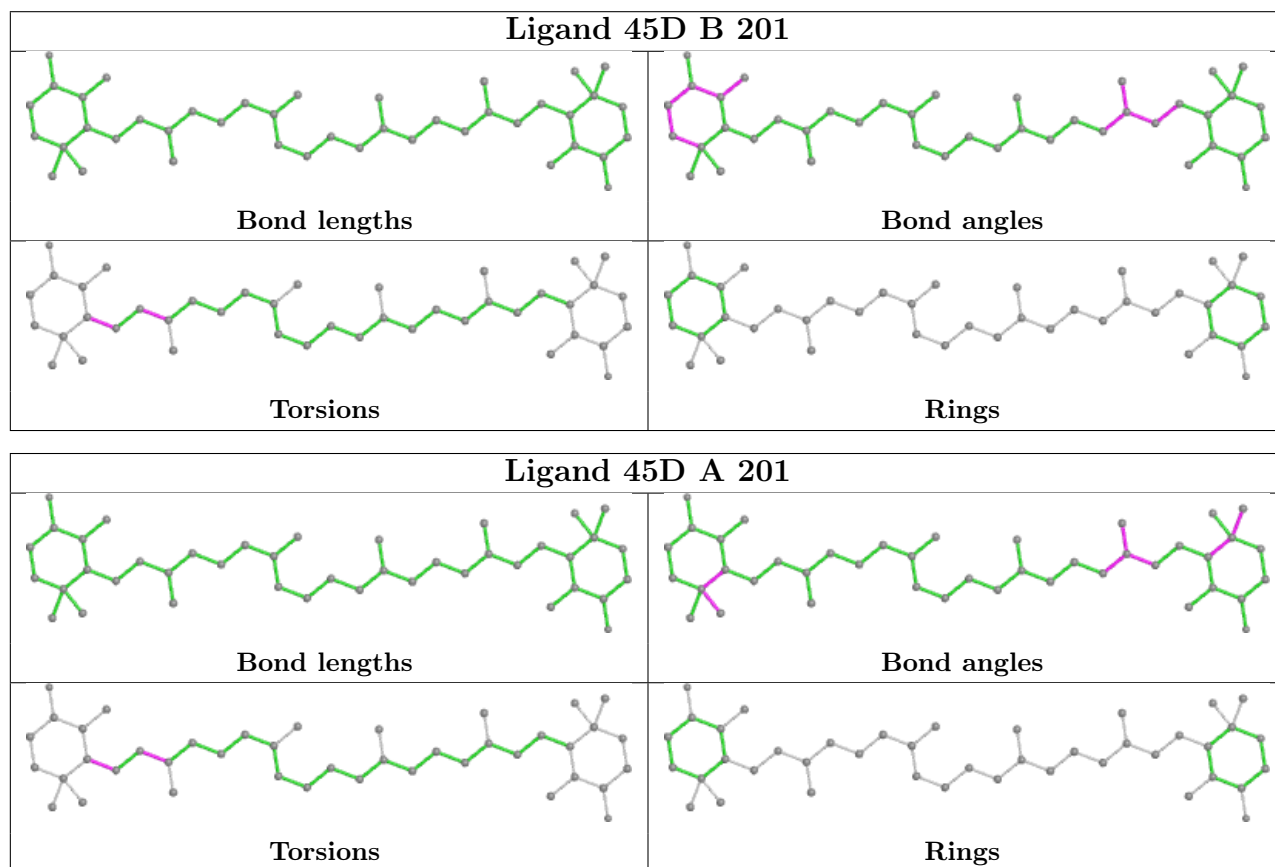 Ligand 45D B 201
Bond lengths
Bond angles
Torsions
Rings
Ligand 45D A 201
Bond lengths
Bond angles
Torsions
Rings